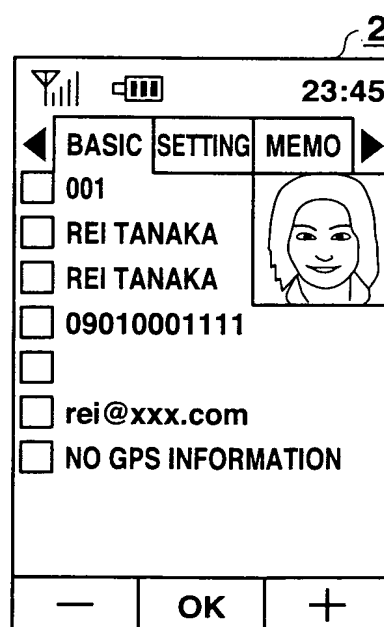 2
23:45
BASIC SETTING MEMO
001
REI TANAKA
REI TANAKA
09010001111
rei@xxx.com
NO GPS INFORMATION
— OK +